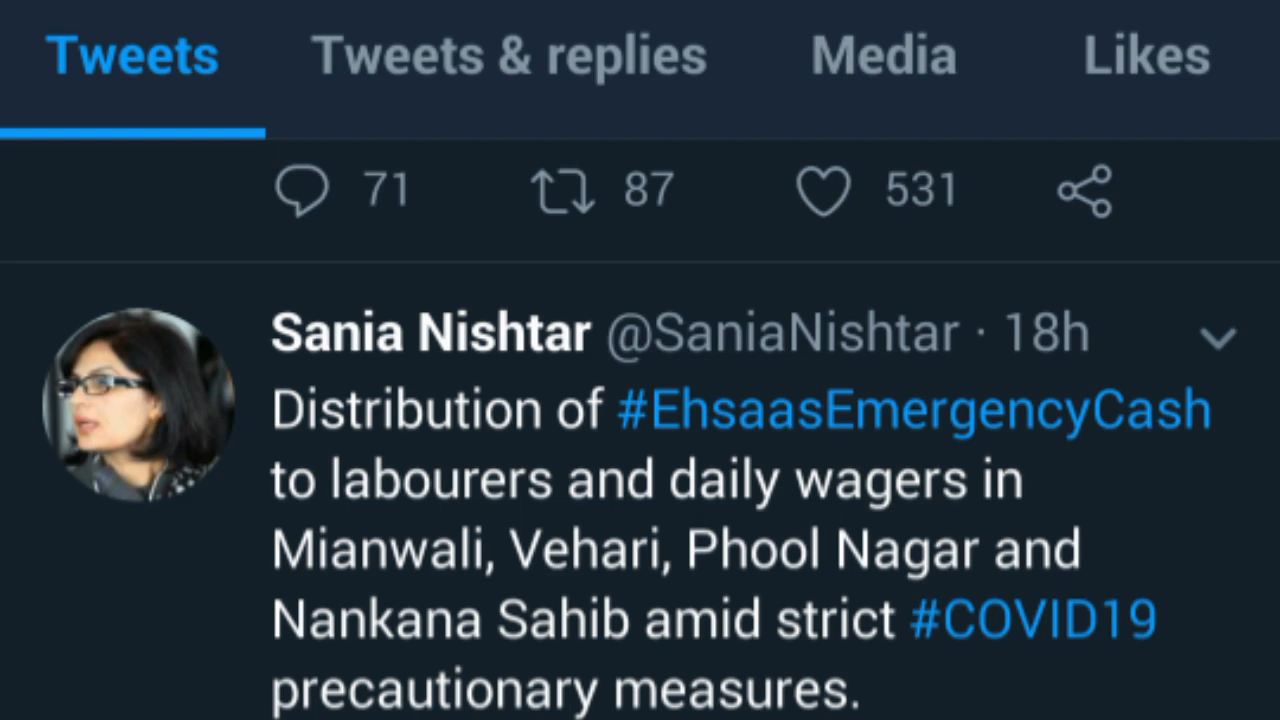 Tweets Tweets & replies Media Likes
71 87 531
Sania Nishtar @SaniaNishtar · 18h
Distribution of #EhsaasEmergencyCash
to labourers and daily wagers in
Mianwali, Vehari, Phool Nagar and
Nankana Sahib amid strict #COVID19
precautionary measures.